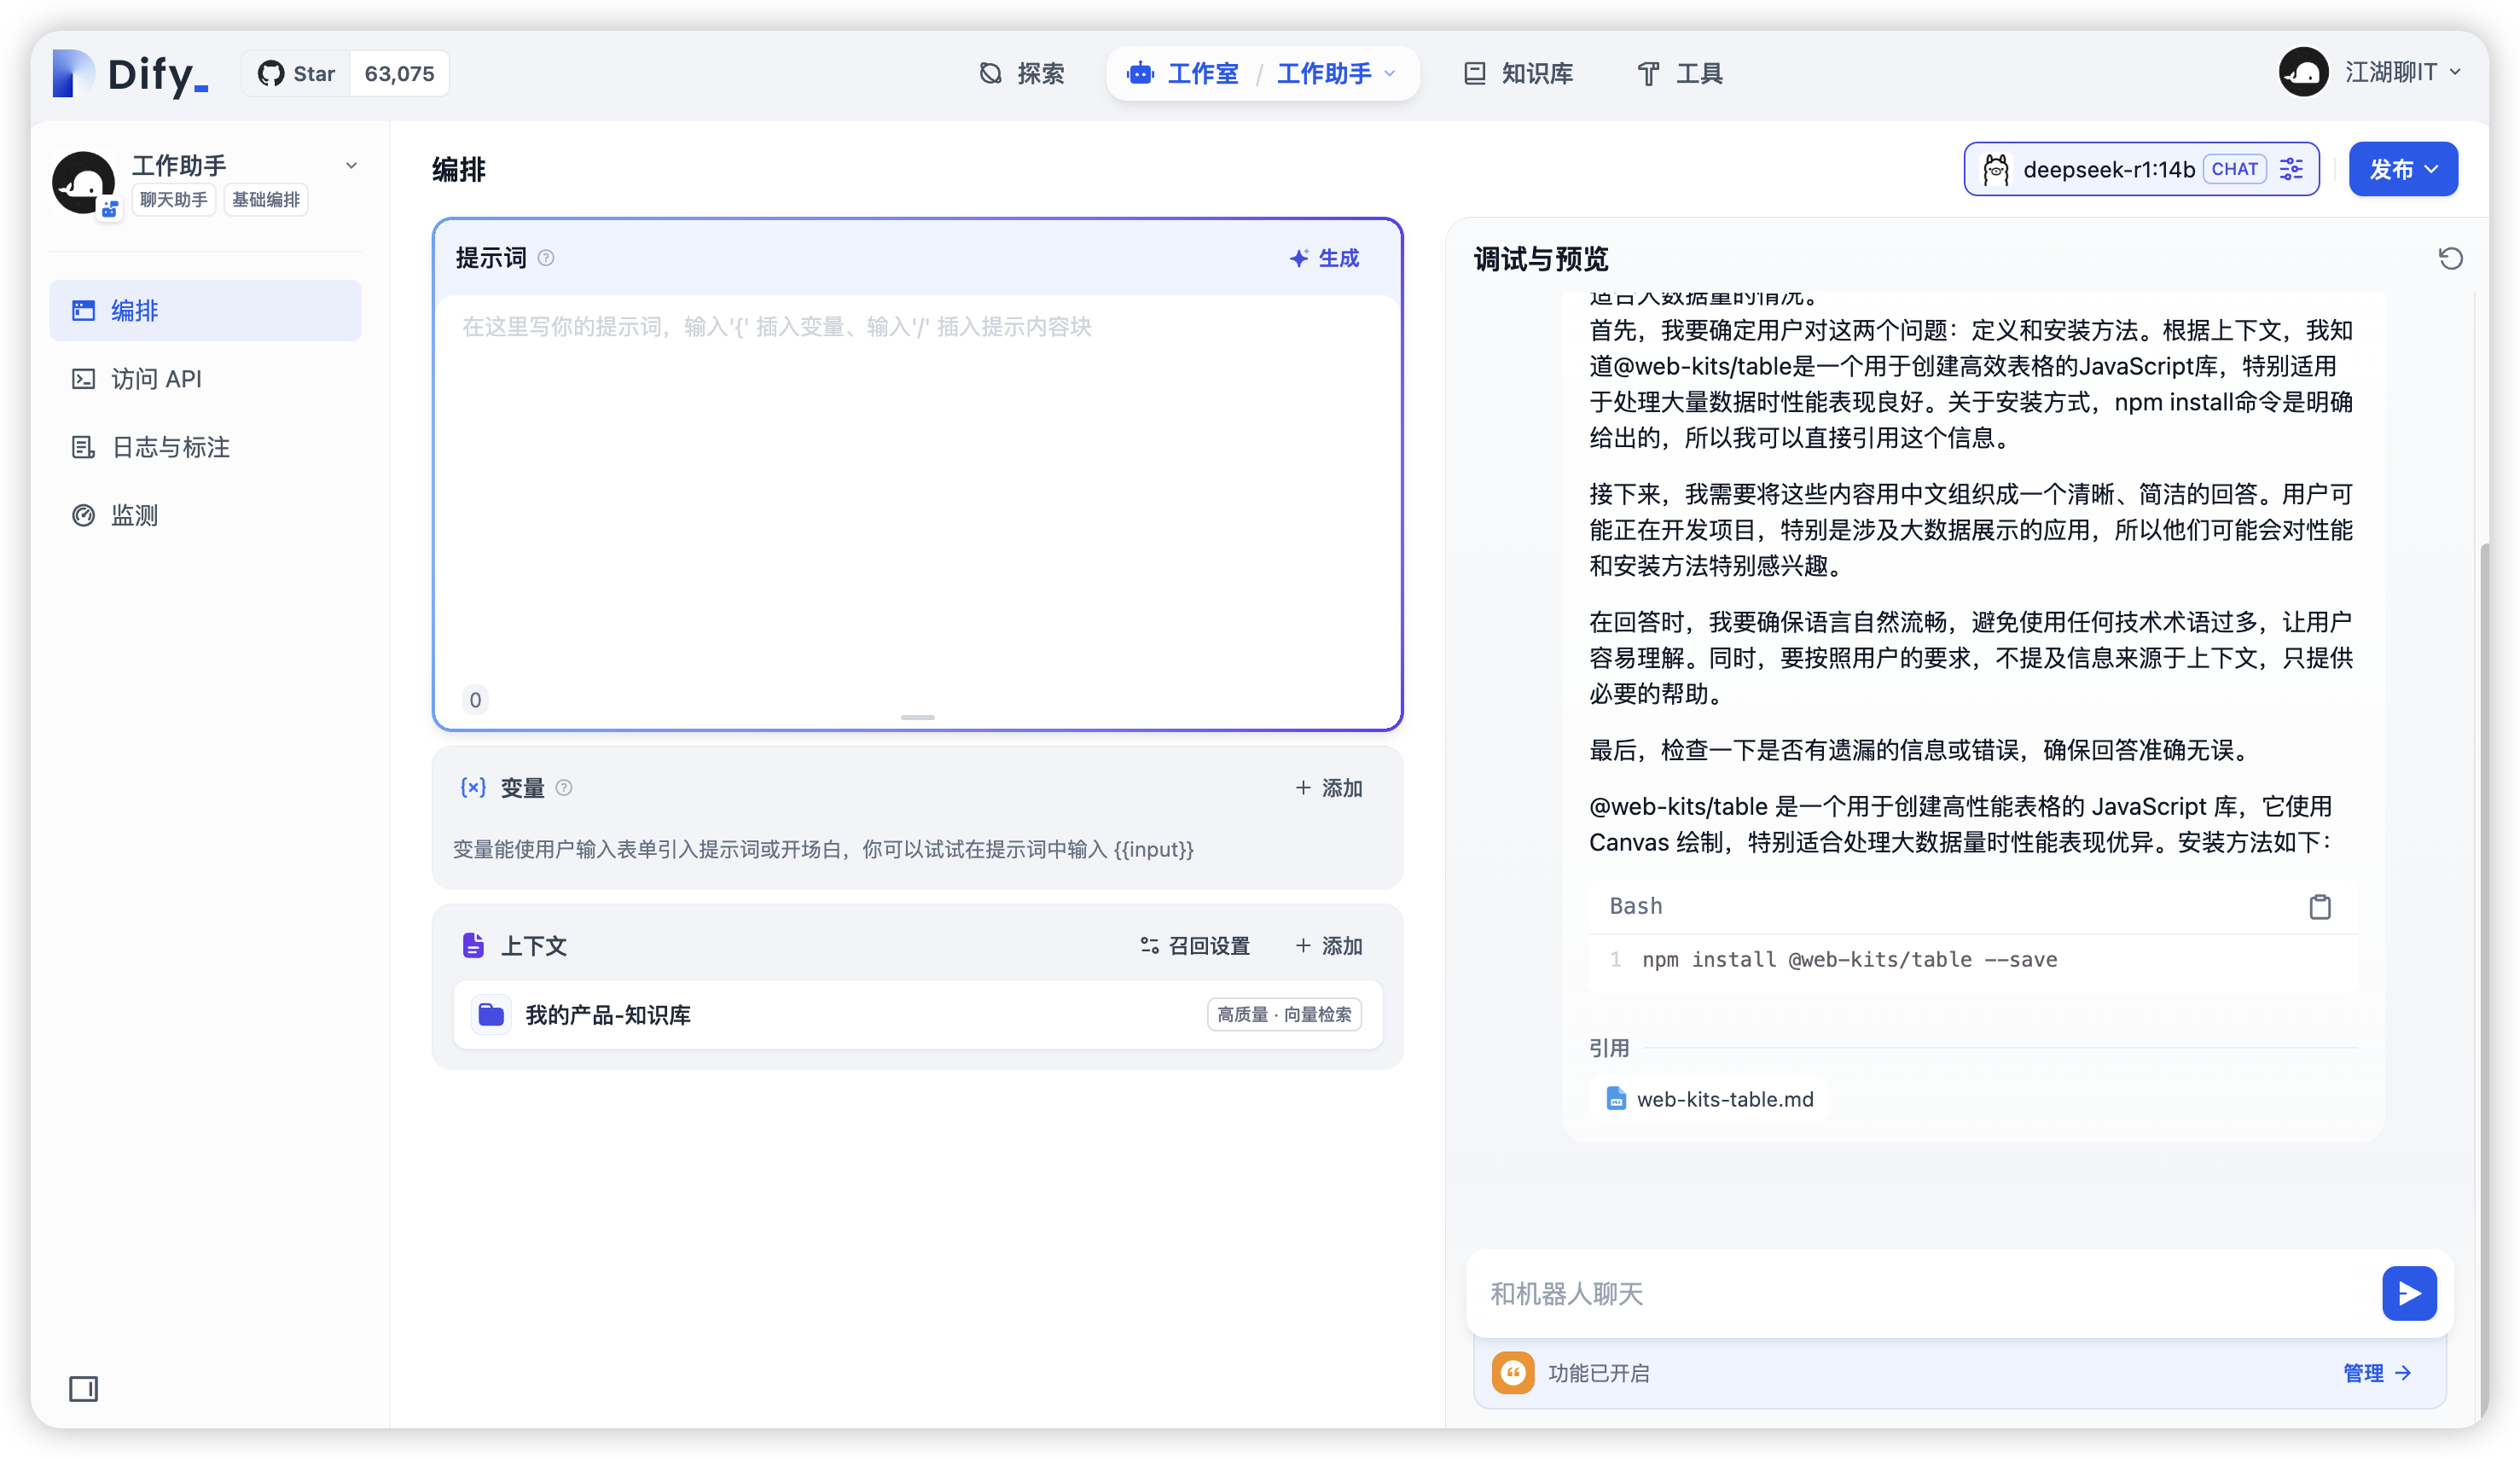 Dify_
Star 63,075
探索
工作室 / 工作助手
知识库
工具
江湖聊IT
工作助手
聊天助手 基础编排
编排
访问 API
日志与标注
监测
编排
deepseek-r1:14b CHAT
发布
提示词
生成
在这里写你的提示词，输入'{' 插入变量、输入'/' 插入提示内容块
0
变量
添加
变量能使用户输入表单引入提示词或开场白，你可以试试在提示词中输入 {{input}}
上下文
召回设置
添加
我的产品-知识库
高质量 · 向量检索
调试与预览
适合大数据量的情况。
首先，我要确定用户对这两个问题：定义和安装方法。根据上下文，我知
道@web-kits/table是一个用于创建高效表格的JavaScript库，特别适用
于处理大量数据时性能表现良好。关于安装方式，npm install命令是明确
给出的，所以我可以直接引用这个信息。
接下来，我需要将这些内容用中文组织成一个清晰、简洁的回答。用户可
能正在开发项目，特别是涉及大数据展示的应用，所以他们可能会对性能
和安装方法特别感兴趣。
在回答时，我要确保语言自然流畅，避免使用任何技术术语过多，让用户
容易理解。同时，要按照用户的要求，不提及信息来源于上下文，只提供
必要的帮助。
最后，检查一下是否有遗漏的信息或错误，确保回答准确无误。
@web-kits/table 是一个用于创建高性能表格的 JavaScript 库，它使用
Canvas 绘制，特别适合处理大数据量时性能表现优异。安装方法如下：
Bash
1 npm install @web-kits/table --save
引用
web-kits-table.md
和机器人聊天
功能已开启
管理